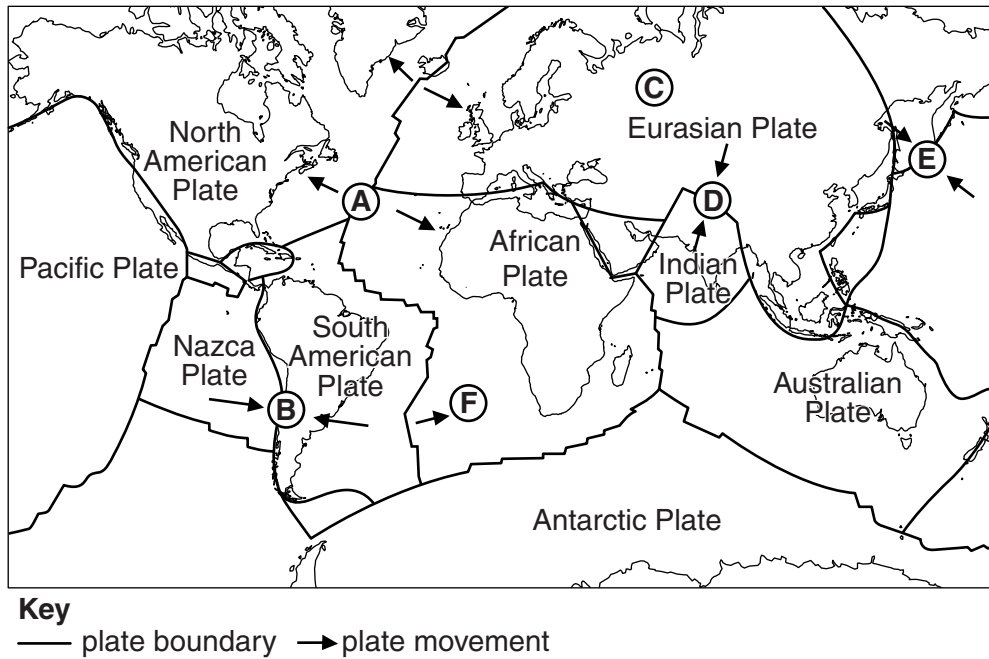 C
Eurasian Plate
North
American
Plate
E
A
D
African
Plate
Indian
Plate
Pacific Plate
South
American
Plate
Nazca
Plate
Australian
Plate
B
F
Antarctic Plate
Key
plate boundary
plate movement